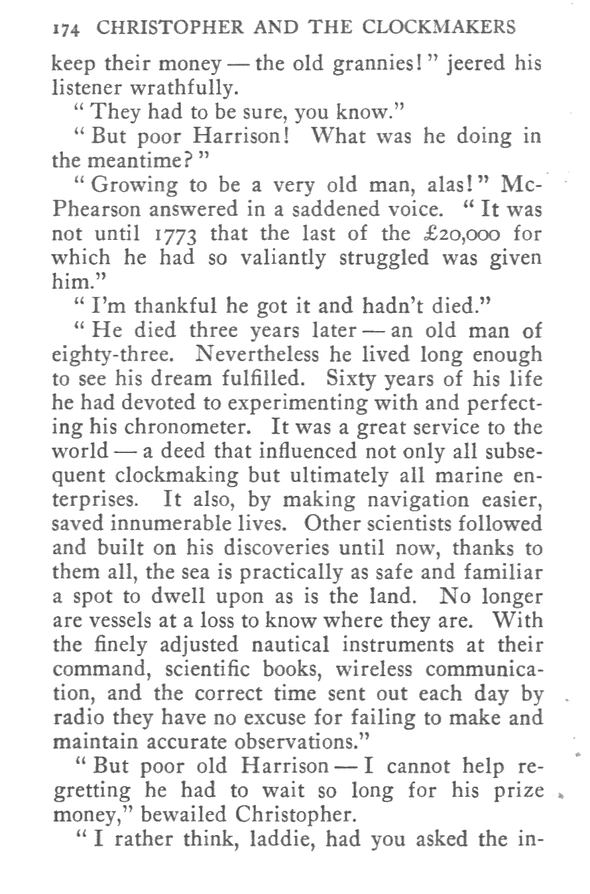 174 CHRISTOPHER AND THE CLOCKMAKERS
keep their money — the old grannies!" jeered his
listener wrathfully.
"They had to be sure, you know."
"But poor Harrison! What was he doing in
the meantime?"
"Growing to be a very old man, alas!" Mc-
Phearson answered in a saddened voice. "It was
not until 1773 that the last of the £20,000 for
which he had so valiantly struggled was given
him."
"I'm thankful he got it and hadn't died."
"He died three years later — an old man of
eighty-three. Nevertheless he lived long enough
to see his dream fulfilled. Sixty years of his life
he had devoted to experimenting with and perfect-
ing his chronometer. It was a great service to the
world — a deed that influenced not only all subse-
quent clockmaking but ultimately all marine en-
terprises. It also, by making navigation easier,
saved innumerable lives. Other scientists followed
and built on his discoveries until now, thanks to
them all, the sea is practically as safe and familiar
a spot to dwell upon as is the land. No longer
are vessels at a loss to know where they are. With
the finely adjusted nautical instruments at their
command, scientific books, wireless communica-
tion, and the correct time sent out each day by
radio they have no excuse for failing to make and
maintain accurate observations."
"But poor old Harrison — I cannot help re-
gretting he had to wait so long for his prize
money," bewailed Christopher.
"I rather think, laddie, had you asked the in-